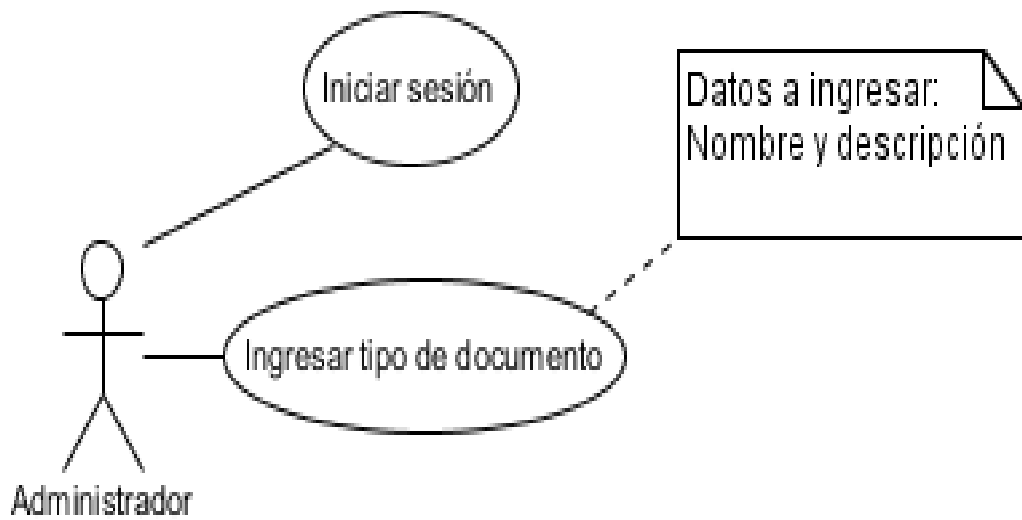 Iniciar sesión
Datos a ingresar:
Nombre y descripción
Ingresar tipo de documento
Administrador